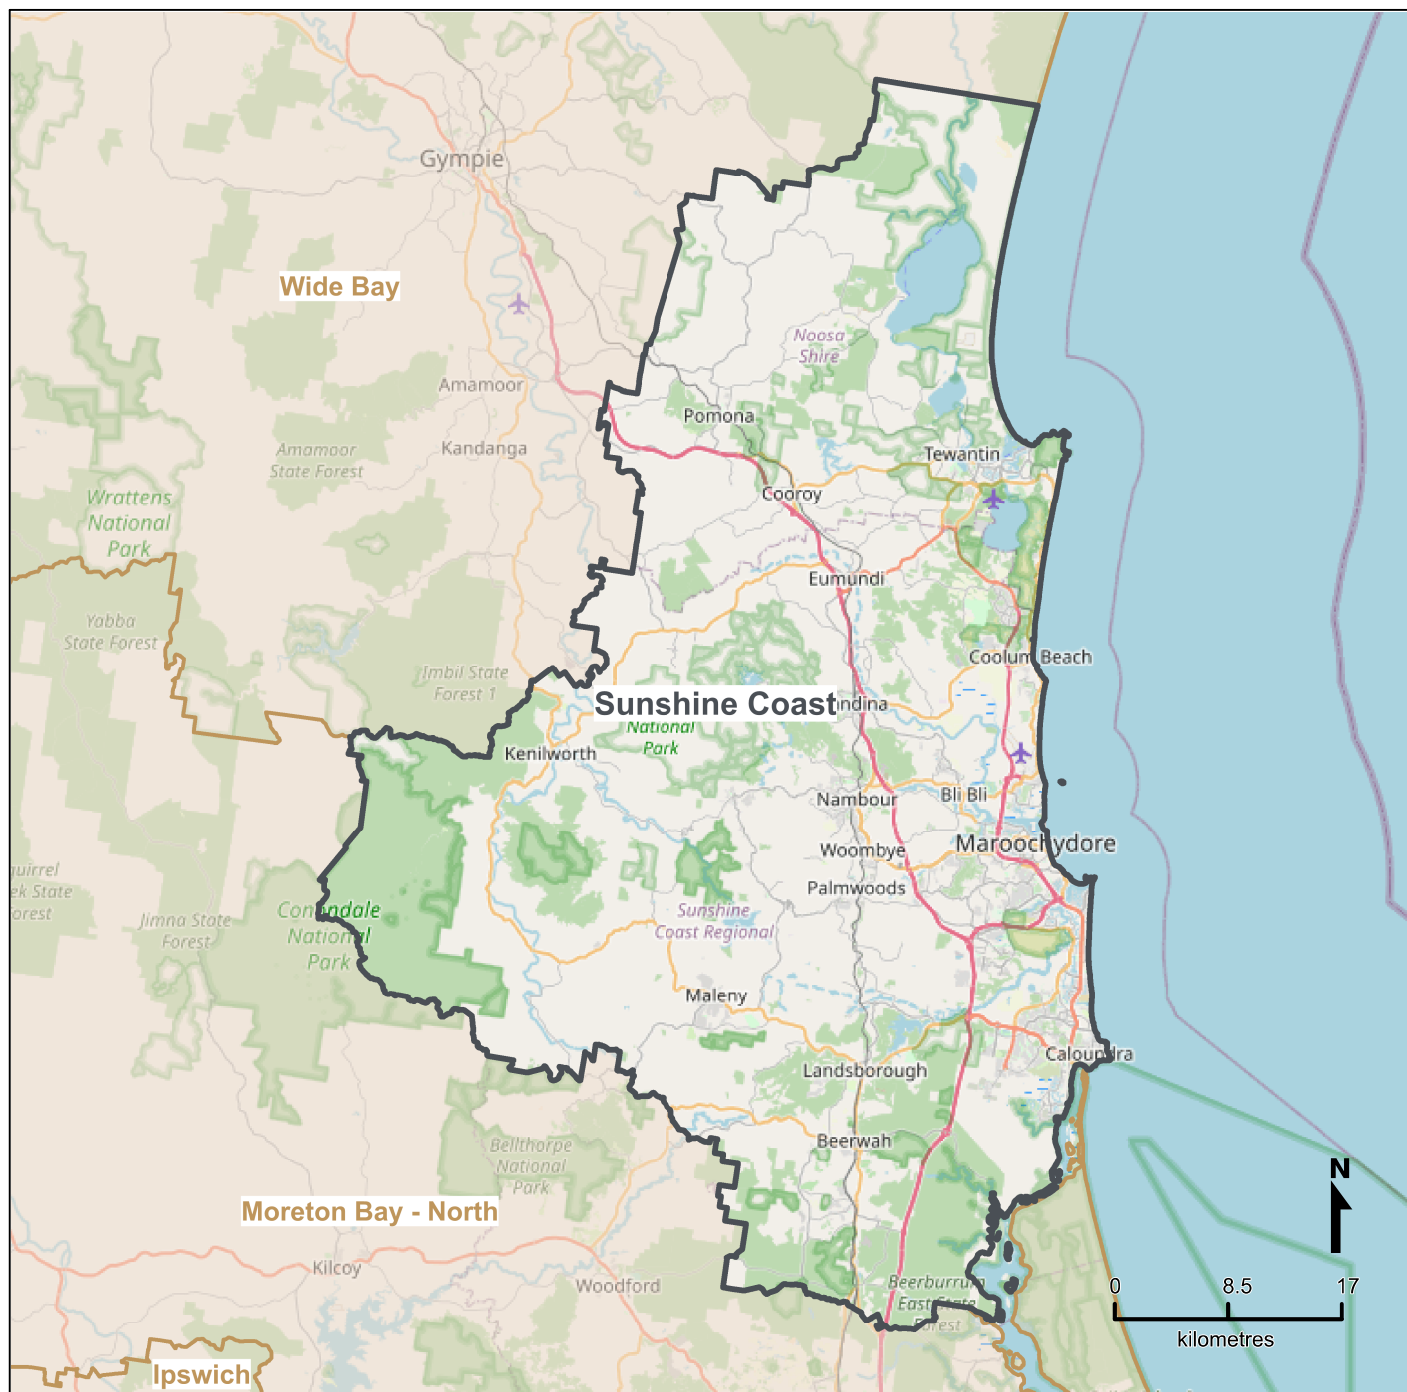 Gympie
Wide Bay
Noosa
Shire
Amamoor
Pomona
Kandanga
Amamoor
State Forest
Tewantin
Wrattens
National
Park
Cooroy
Eumundi
Yabba
State Forest
Coolum Beach
Imbil State
Forest 1
Sunshine Coast
ndina
National
Park
Kenilworth
Bli Bli
Nambour
Maroochydore
Woombye
Palmwoods
Conondale
National
Park
Jimna State
Forest
Sunshine
Coast Regional
Maleny
Caloundra
Landsborough
Beerwah
Bellthorpe
National
Park
N
Moreton Bay - North
Kilcoy
Woodford
Beerburrum
East State
Forest
0 8.5 17
kilometres
Ipswich